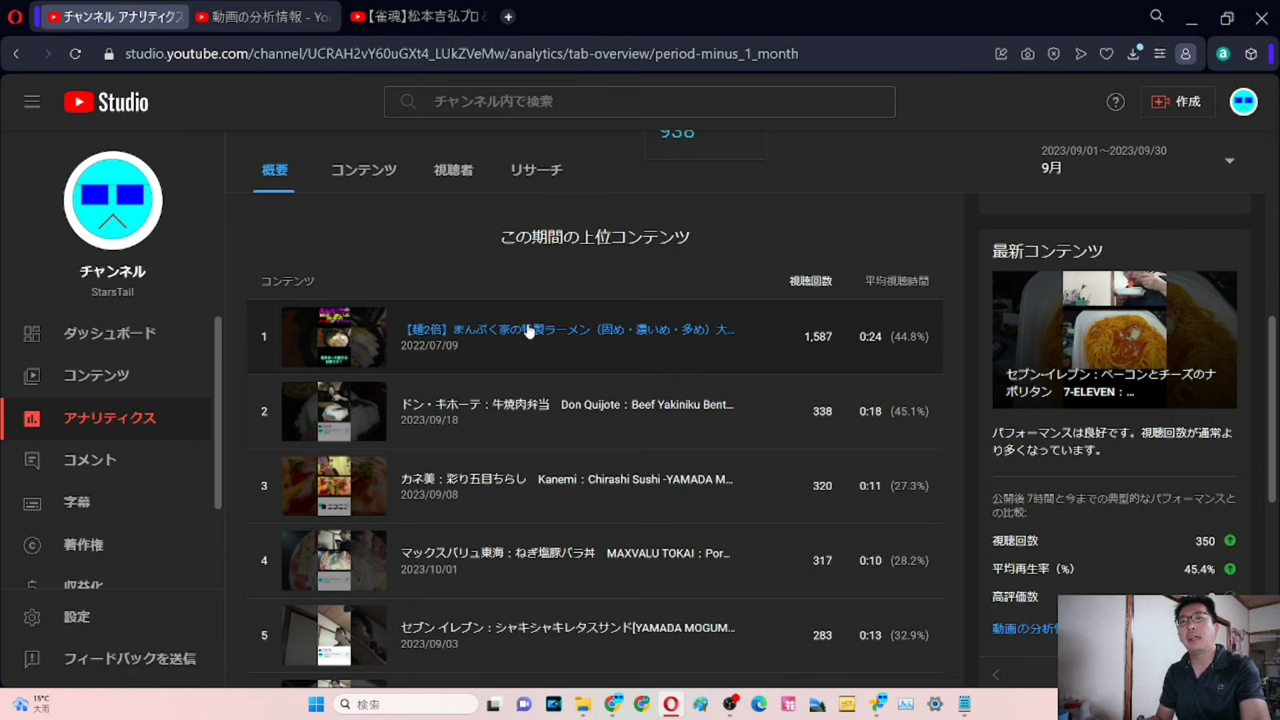 チャンネル アナリティクス
動画の分析情報 - Yo
【雀魂】松本吉弘プロ &
studio.youtube.com/channel/UCRAH2vY60uGXt4_LUkZVeMw/analytics/tab-overview/period-minus_1_month
Studio
チャンネル内で検索
作成
938
概要
コンテンツ
視聴者
リサーチ
2023/09/01～2023/09/30
9月
チャンネル
StarsTail
ダッシュボード
コンテンツ
アナリティクス
コメント
字幕
著作権
収益化
設定
フィードバックを送信
この期間の上位コンテンツ
コンテンツ 視聴回数 平均視聴時間
1 【麺2倍】まんぷく家の特製ラーメン（固め・濃いめ・多め）大... 1,587 0:24 (44.8%)
2022/07/09
2 ドン・キホーテ：牛焼肉弁当 Don Quijote：Beef Yakiniku Bent... 338 0:18 (45.1%)
2023/09/18
3 カネ美：彩り五目ちらし Kanemi：Chirashi Sushi -YAMADA M... 320 0:11 (27.3%)
2023/09/08
4 マックスバリュ東海：ねぎ塩豚バラ丼 MAXVALU TOKAI：Por... 317 0:10 (28.2%)
2023/10/01
5 セブン‐イレブン：シャキシャキレタスサンド|YAMADA MOGUM... 283 0:13 (32.9%)
2023/09/03
最新コンテンツ
セブン‐イレブン：ベーコンとチーズのナ
ポリタン 7-ELEVEN：...
パフォーマンスは良好です。視聴回数が通常よ
り多くなっています。
公開後 7時間と今までの典型的なパフォーマンスと
の比較:
視聴回数 350
平均再生率（%） 45.4%
高評価数
動画の分析情
15°C
大雨
検索